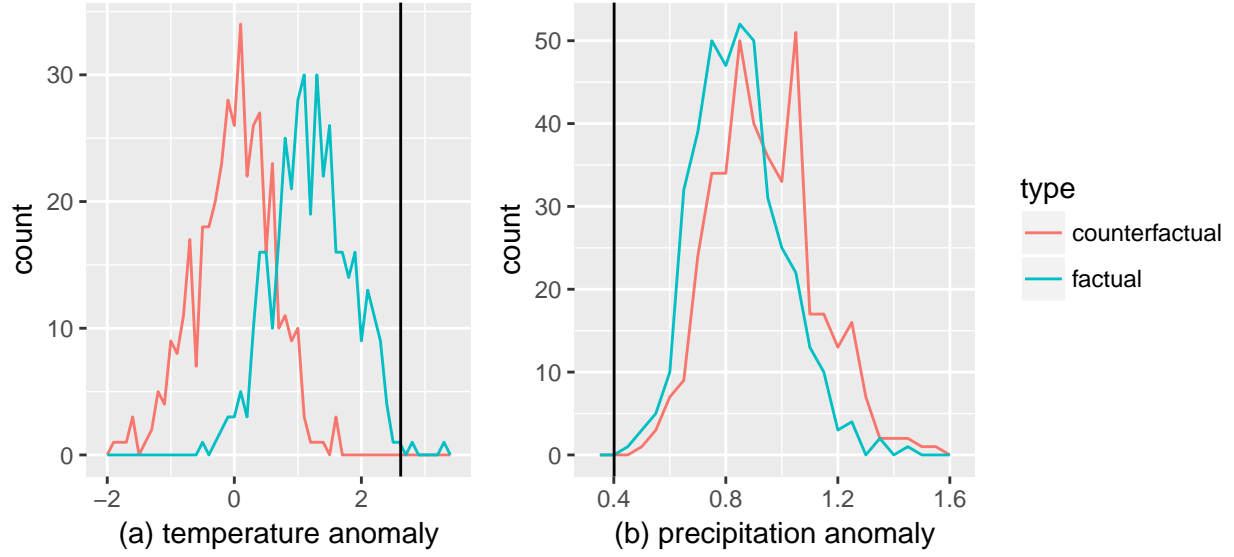 count
30
20
10
0
−2
0
2
(a) temperature anomaly
count
50
40
30
20
10
0
0.4
0.8
1.2
1.6
(b) precipitation anomaly
type
counterfactual
factual